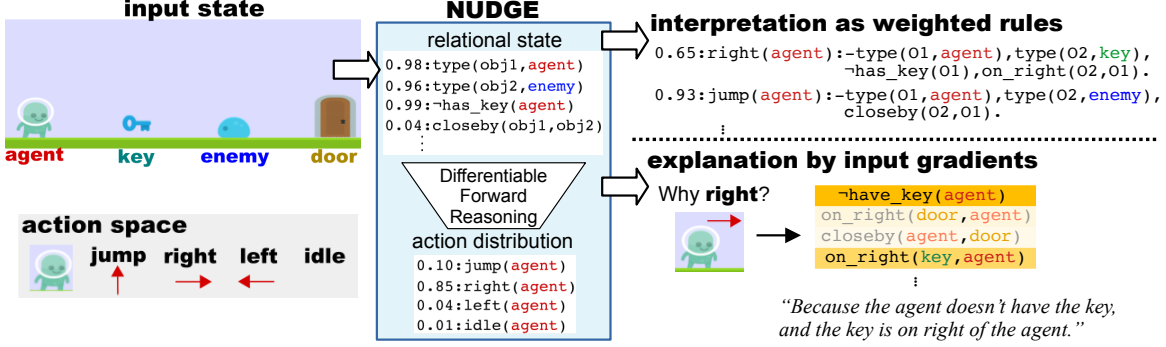 input state
agent
key
enemy
door
action space
jump
right
left
idle
NUDGE
relational state
0.98:type(obj1,agent)
0.96:type(obj2,enemy)
0.99:¬has_key(agent)
0.04:closeby(obj1,obj2)
⋮
Differentiable
Forward
Reasoning
action distribution
0.10:jump(agent)
0.85:right(agent)
0.04:left(agent)
0.01:idle(agent)
interpretation as weighted rules
0.65:right(agent):-type(O1,agent),type(O2,key),
¬has_key(O1),on_right(O2,O1).
0.93:jump(agent):-type(O1,agent),type(O2,enemy),
closeby(O2,O1).
⋮
explanation by input gradients
Why right?
¬have_key(agent)
on_right(door,agent)
closeby(agent,door)
on_right(key,agent)
⋮
“Because the agent doesn’t have the key,
and the key is on right of the agent.”